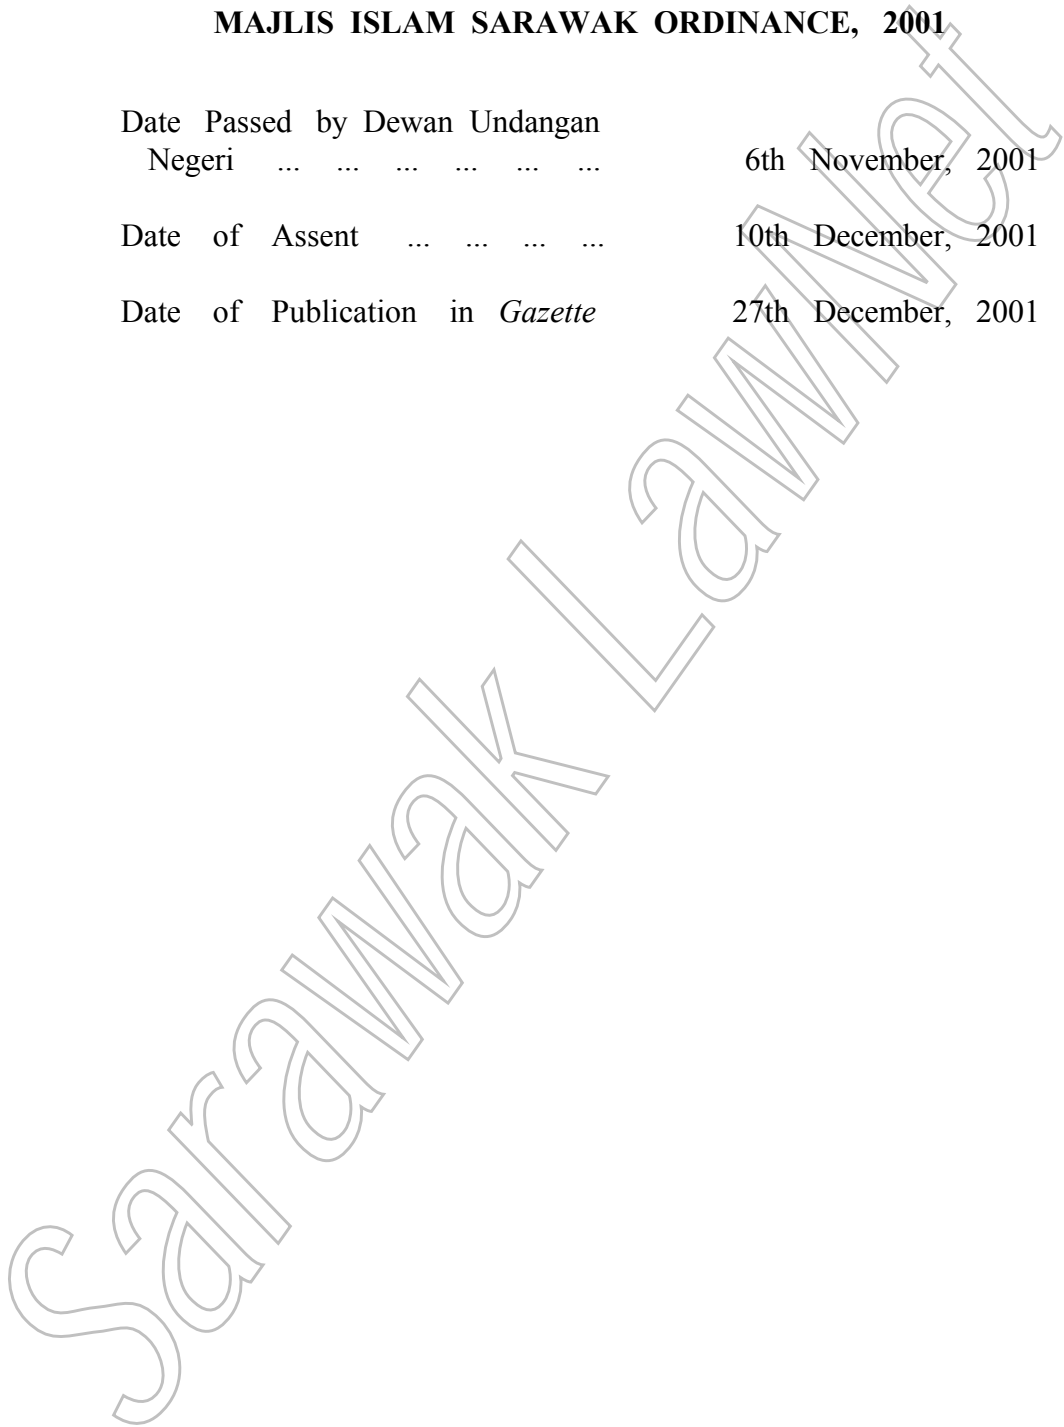 MAJLIS ISLAM SARAWAK ORDINANCE, 2001
Date Passed by Dewan Undangan
Negeri ... ... ... ... ... ... 6th November, 2001
Date of Assent ... ... ... ... 10th December, 2001
Date of Publication in Gazette 27th December, 2001
Sarawak LawNet